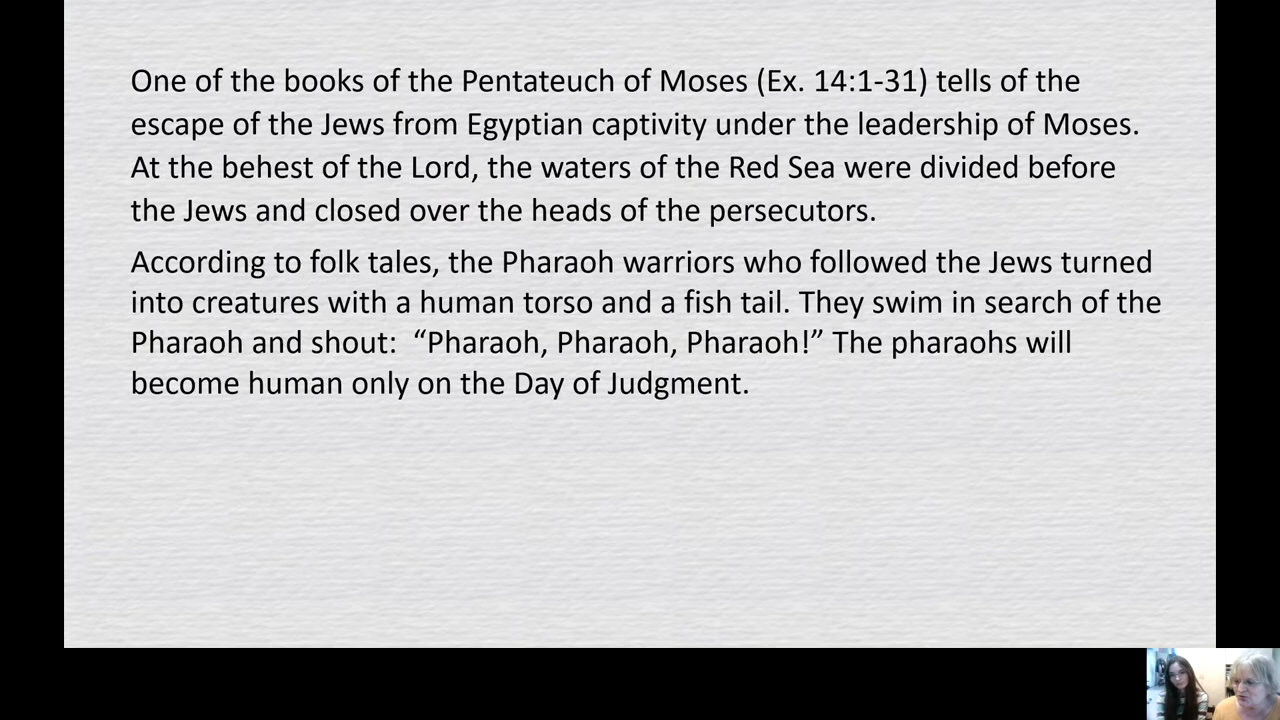 One of the books of the Pentateuch of Moses (Ex. 14:1-31) tells of the
escape of the Jews from Egyptian captivity under the leadership of Moses.
At the behest of the Lord, the waters of the Red Sea were divided before
the Jews and closed over the heads of the persecutors.
According to folk tales, the Pharaoh warriors who followed the Jews turned
into creatures with a human torso and a fish tail. They swim in search of the
Pharaoh and shout:  “Pharaoh, Pharaoh, Pharaoh!” The pharaohs will
become human only on the Day of Judgment.